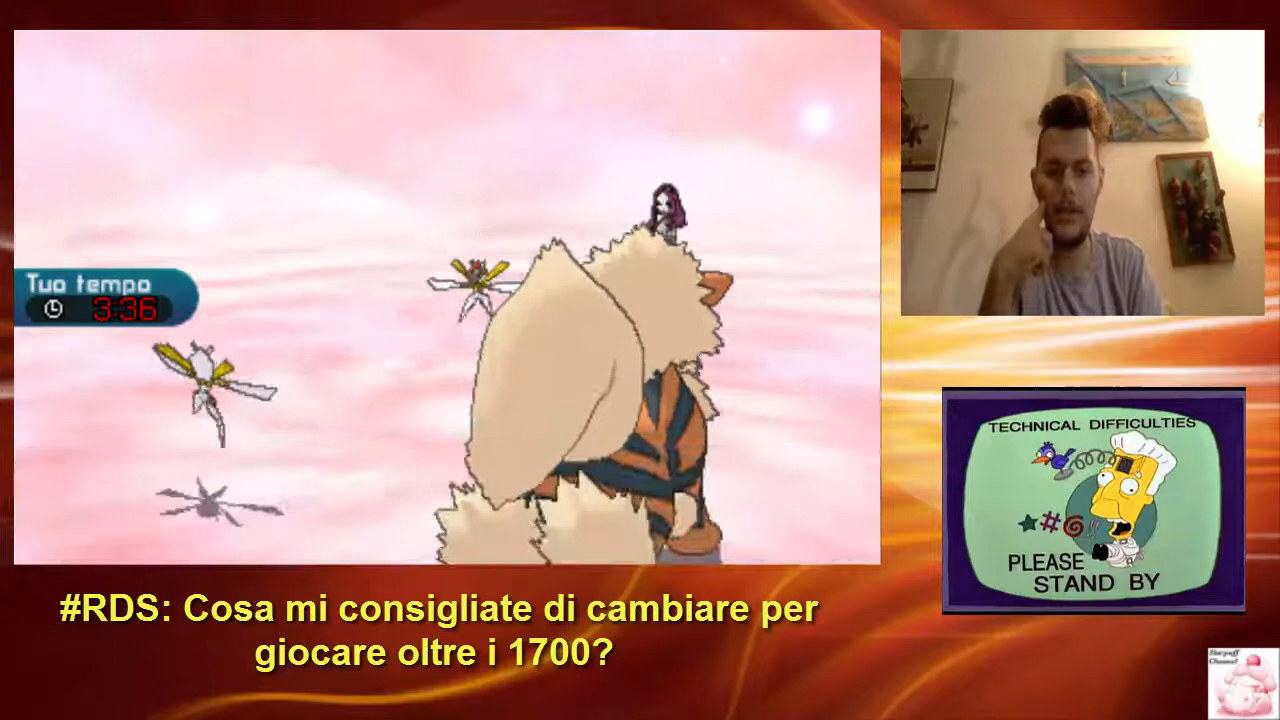 Tuo tempo
3:36
TECHNICAL DIFFICULTIES
PLEASE
STAND BY
#RDS: Cosa mi consigliate di cambiare per
giocare oltre i 1700?
Channel